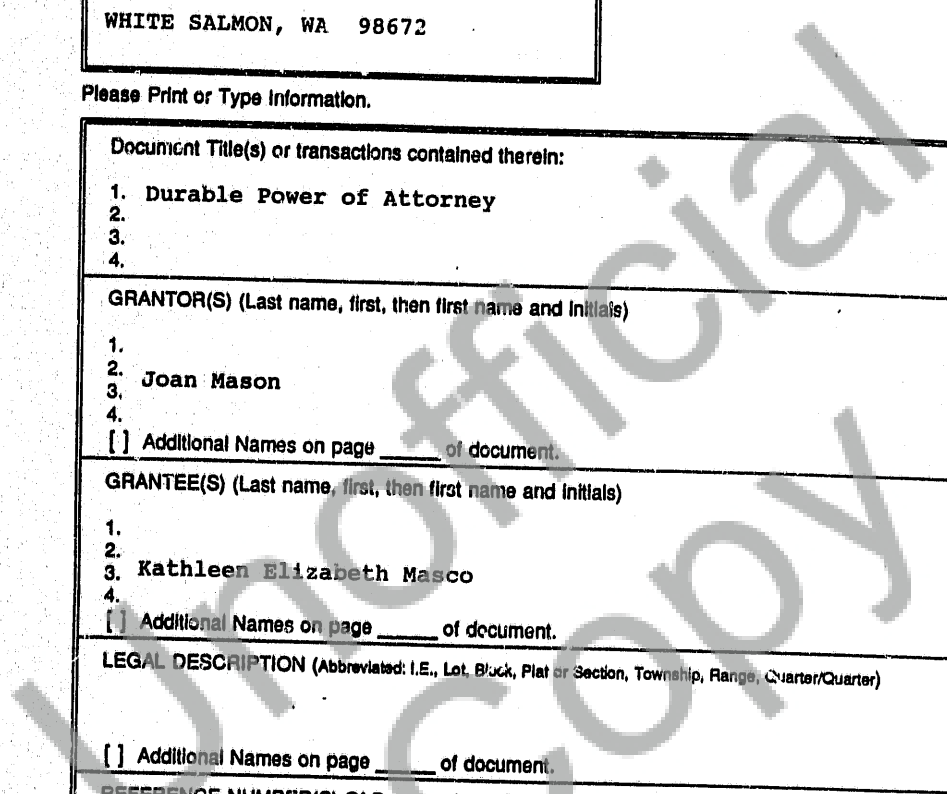 WHITE SALMON, WA 98672
Please Print or Type Information.
Document Title(s) or transactions contained therein:
1. Durable Power of Attorney
2.
3.
4.
GRANTOR(S) (Last name, first, then first name and initials)
1.
2.
3. Joan Mason
4.
[ ] Additional Names on page _____ of document.
GRANTEE(S) (Last name, first, then first name and initials)
1.
2.
3. Kathleen Elizabeth Masco
4.
[ ] Additional Names on page _____ of document.
LEGAL DESCRIPTION (Abbreviated: I.E., Lot, Block, Plat or Section, Township, Range, Quarter/Quarter)
[ ] Additional Names on page _____ of document.
Unofficial
Copy